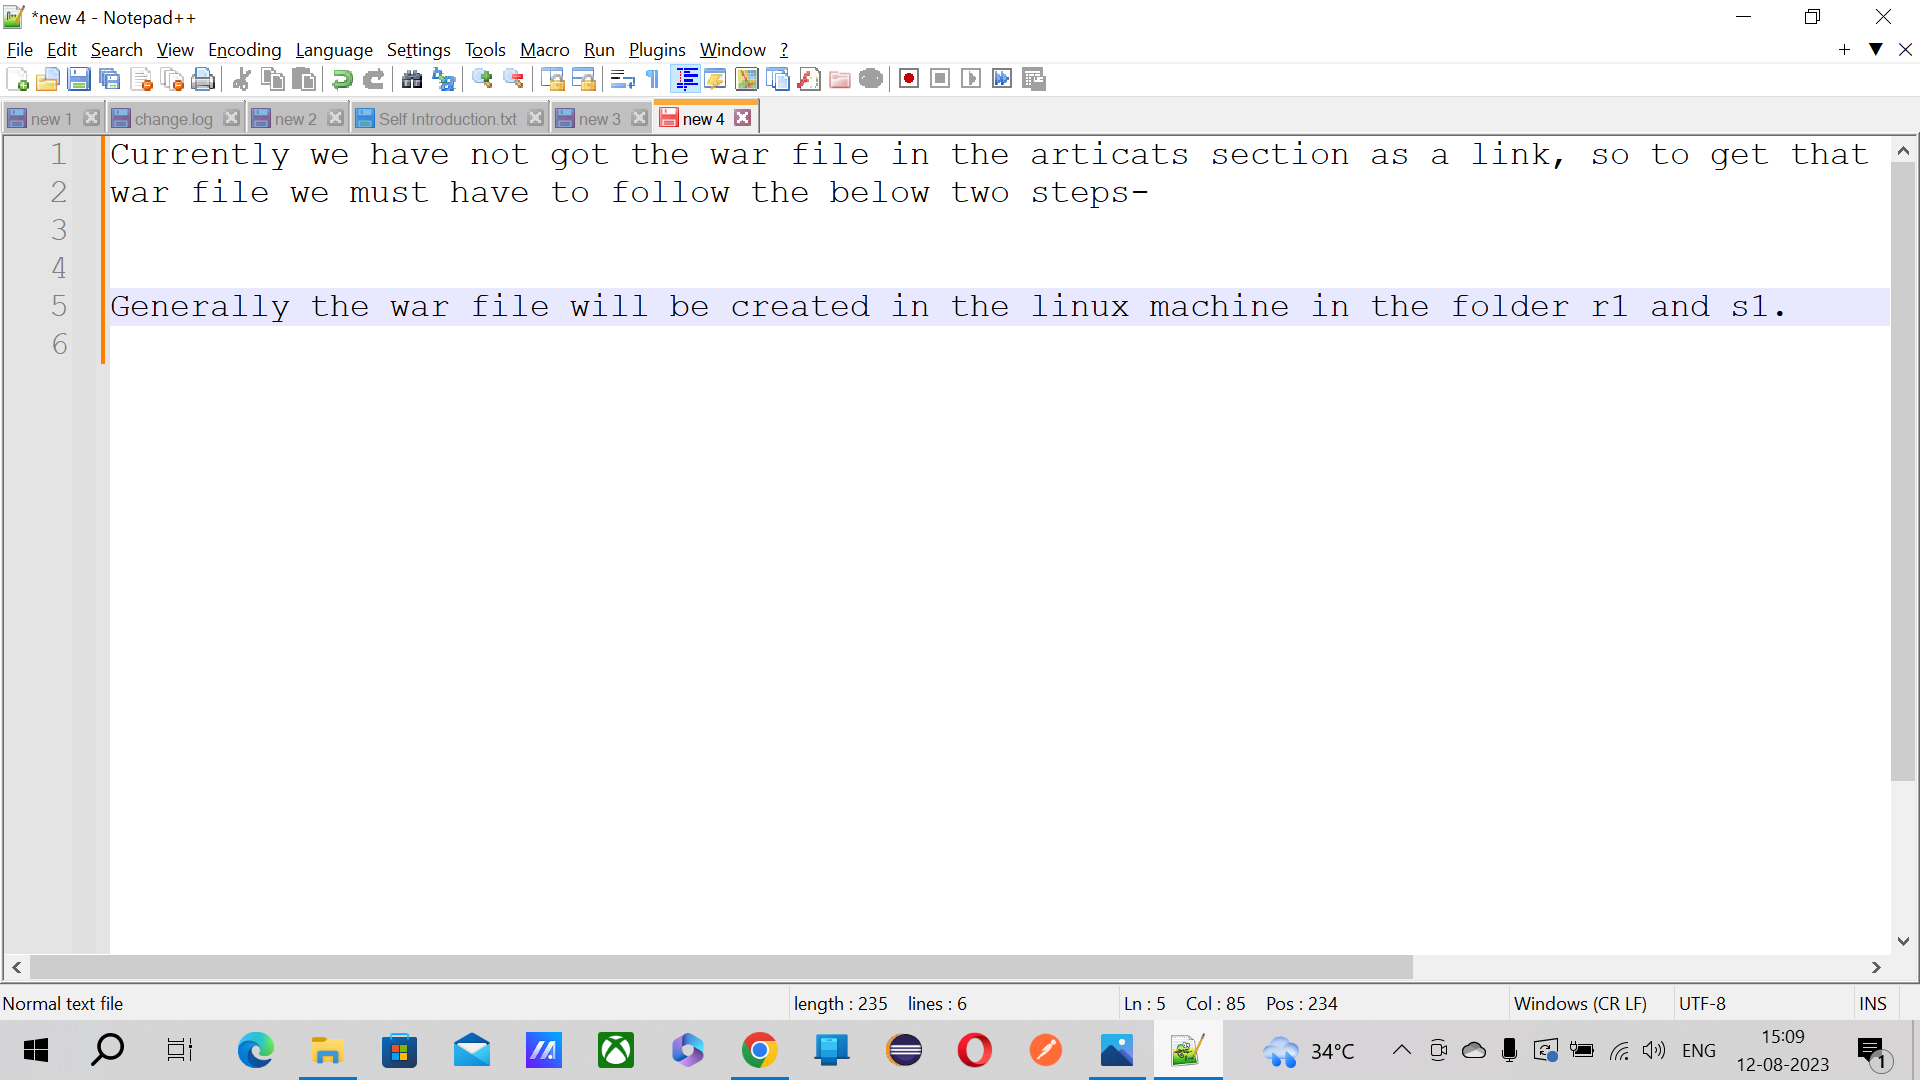 *new 4 - Notepad++
File Edit Search View Encoding Language Settings Tools Macro Run Plugins Window ?
new 1 change.log new 2 Self Introduction.txt new 3 new 4
1 Currently we have not got the war file in the articats section as a link, so to get that
2 war file we must have to follow the below two steps-
3
4
5 Generally the war file will be created in the linux machine in the folder r1 and s1.
6
Normal text file length : 235 lines : 6 Ln : 5 Col : 85 Pos : 234 Windows (CR LF) UTF-8 INS
34°C ENG 15:09
12-08-2023 1